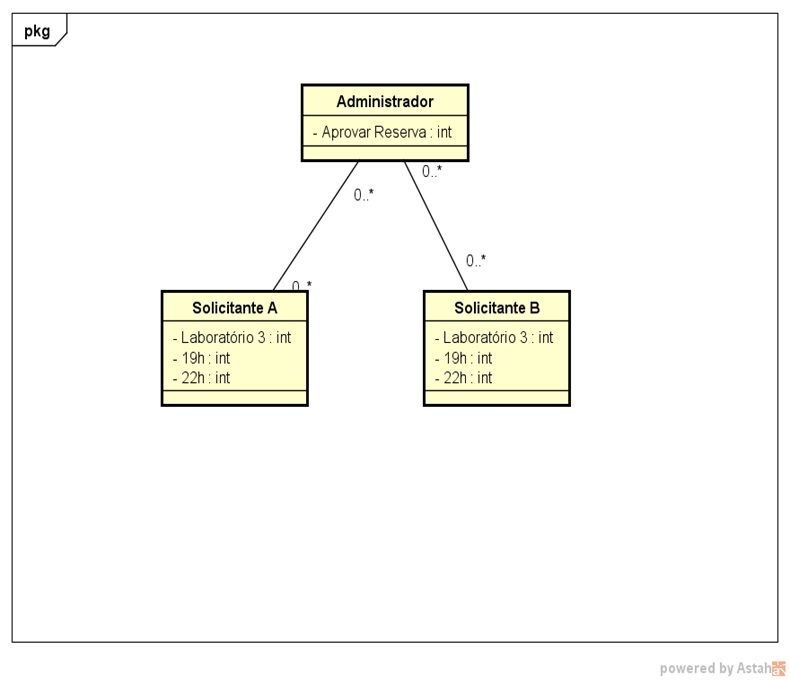 pkg
Administrador
- Aprovar Reserva : int
0..*
0..*
0..*
0..*
Solicitante A
- Laboratório 3 : int
- 19h : int
- 22h : int
Solicitante B
- Laboratório 3 : int
- 19h : int
- 22h : int
powered by Astah